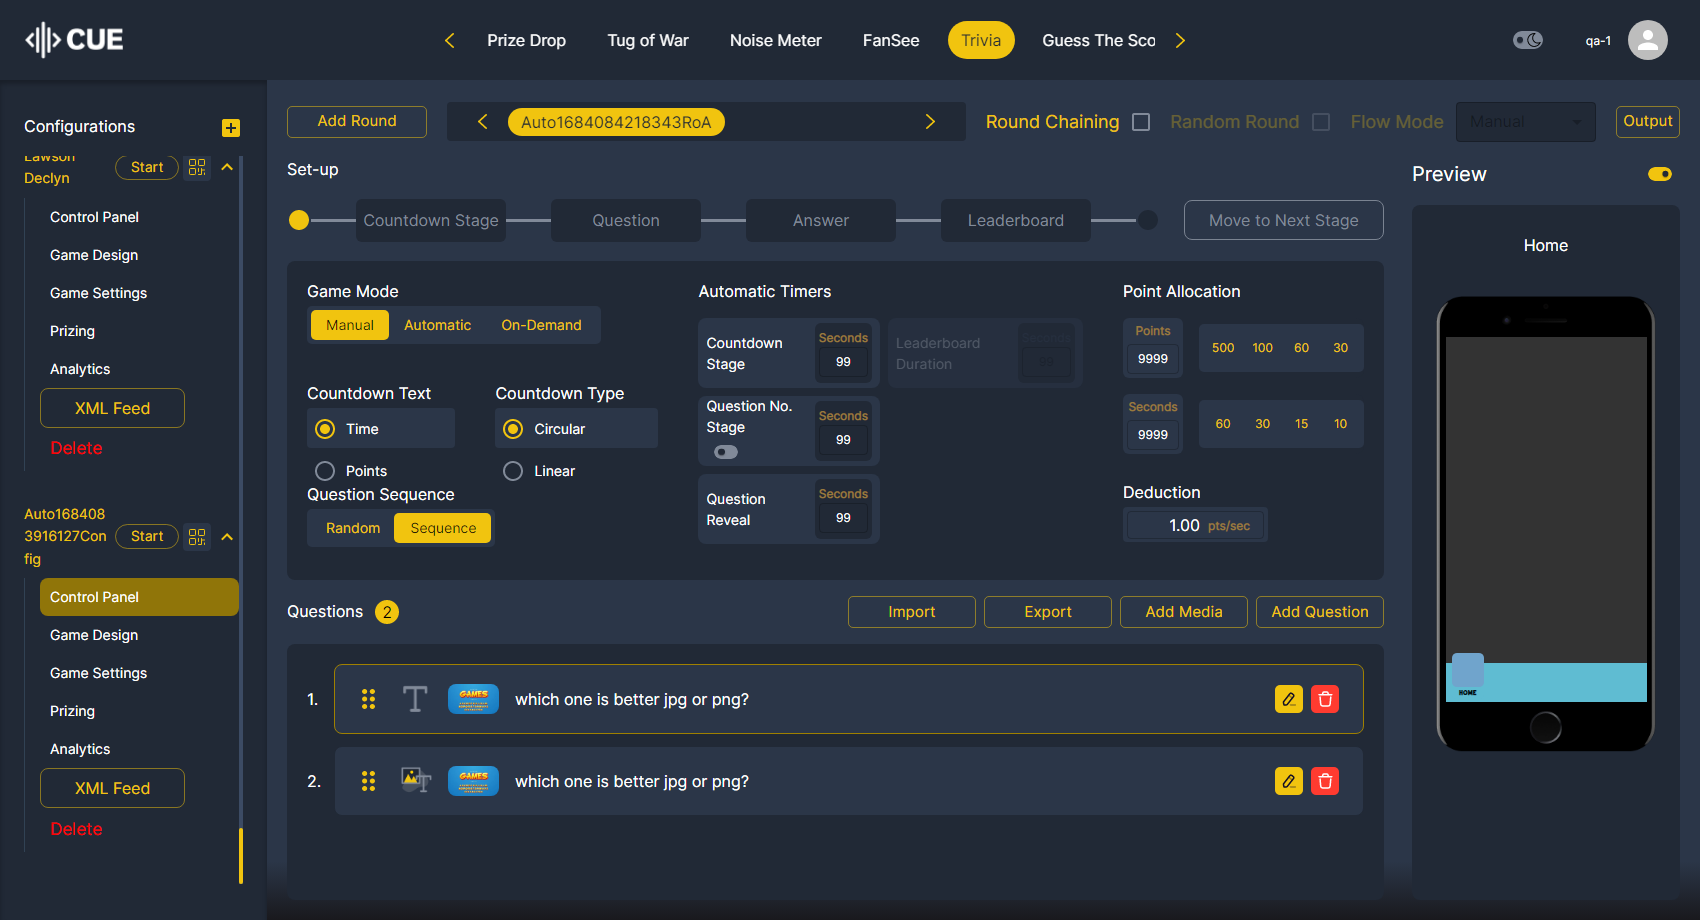 CUE
Prize Drop
Tug of War
Noise Meter
FanSee
Trivia
Guess The Sco
qa-1
Configurations
Lawson
Declyn
Start
Control Panel
Game Design
Game Settings
Prizing
Analytics
XML Feed
Delete
Auto168408
3916127Con
fig
Start
Control Panel
Game Design
Game Settings
Prizing
Analytics
XML Feed
Delete
Add Round
Auto1684084218343RoA
Round Chaining
Random Round
Flow Mode
Manual
Output
Set-up
Countdown Stage
Question
Answer
Leaderboard
Move to Next Stage
Game Mode
Manual
Automatic
On-Demand
Countdown Text
Time
Points
Countdown Type
Circular
Linear
Question Sequence
Random
Sequence
Automatic Timers
Countdown
Stage
Seconds
99
Leaderboard
Duration
Seconds
99
Question No.
Stage
Seconds
99
Question
Reveal
Seconds
99
Point Allocation
Points
9999
500
100
60
30
Seconds
9999
60
30
15
10
Deduction
1.00 pts/sec
Questions 2
Import
Export
Add Media
Add Question
1.
GAMES
which one is better jpg or png?
2.
GAMES
which one is better jpg or png?
Preview
Home
HOME